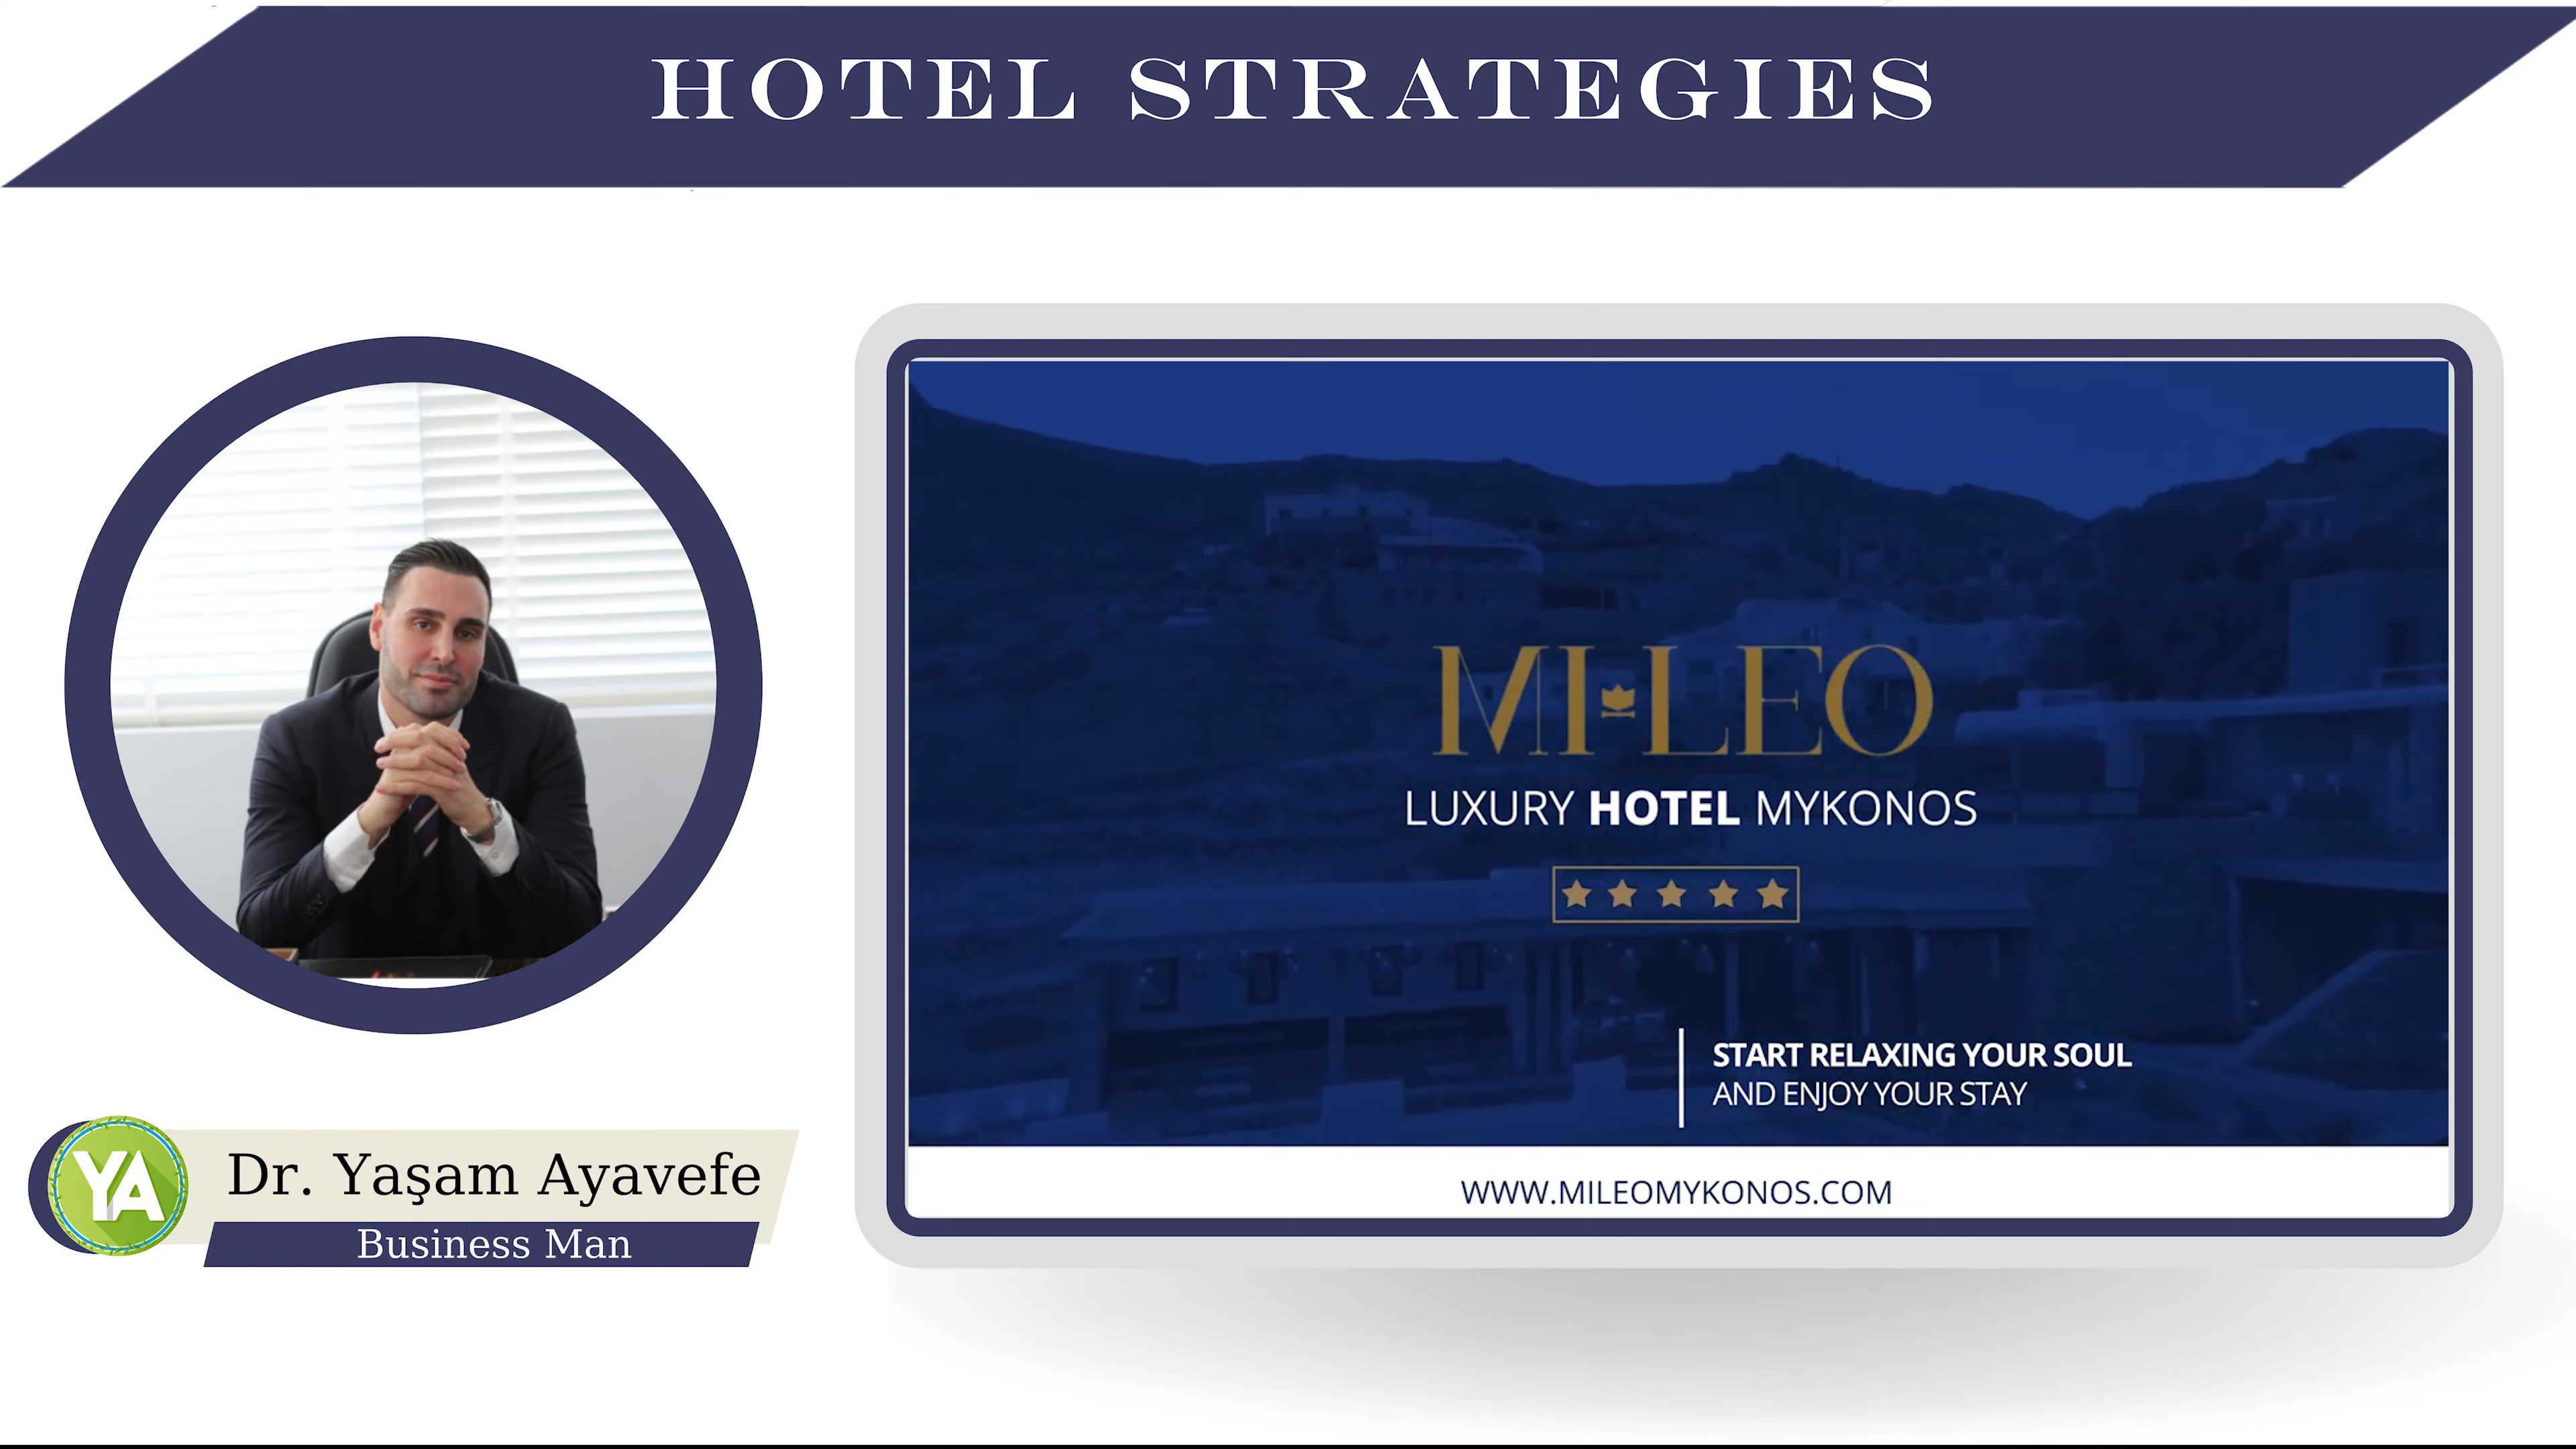 HOTEL STRATEGIES
MI LEO
LUXURY HOTEL MYKONOS
START RELAXING YOUR SOUL
AND ENJOY YOUR STAY
WWW.MILEOMYKONOS.COM
YA
Dr. Yaşam Ayavefe
Business Man